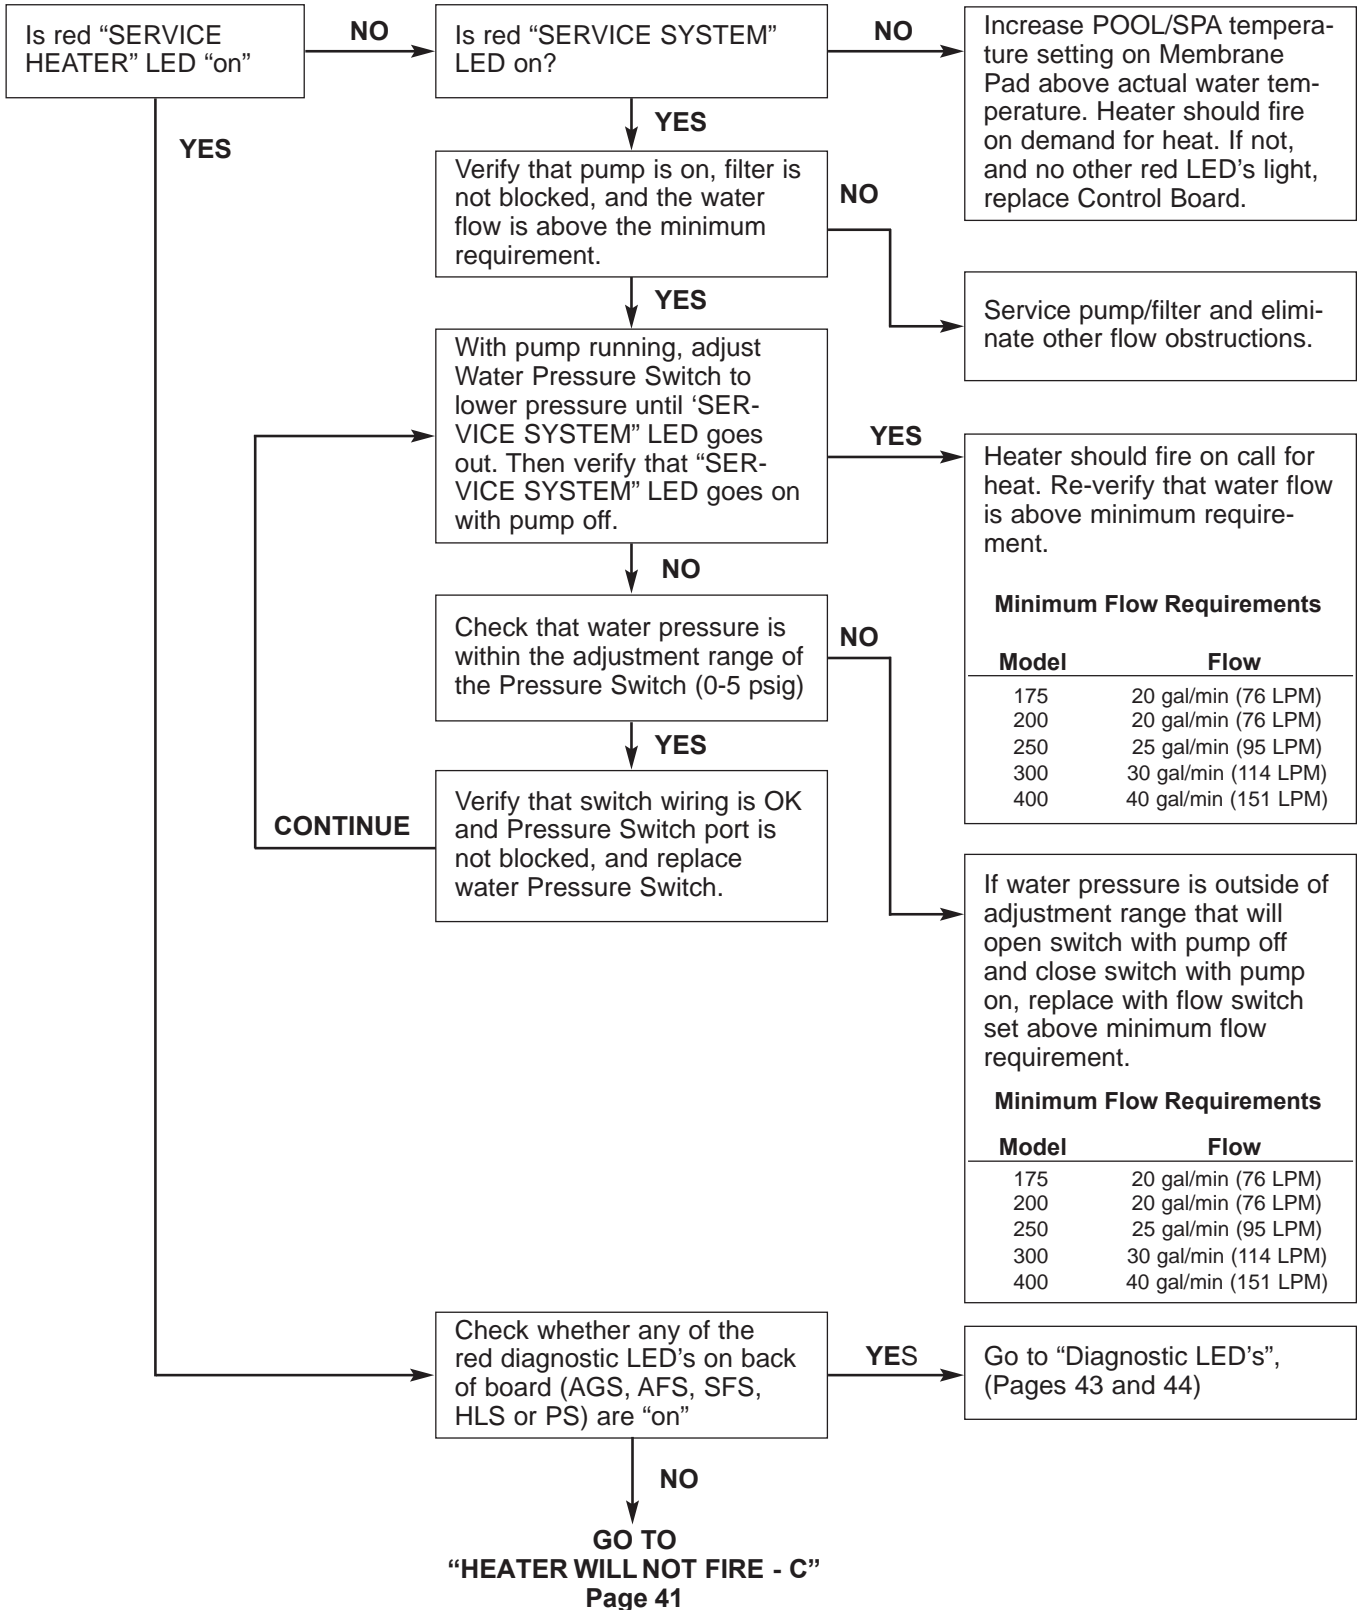 Is red “SERVICE
HEATER” LED “on”
NO
Is red “SERVICE SYSTEM”
LED on?
NO
Increase POOL/SPA tempera-
ture setting on Membrane
Pad above actual water tem-
perature. Heater should fire
on demand for heat. If not,
and no other red LED's light,
replace Control Board.
YES
YES
Verify that pump is on, filter is
not blocked, and the water
flow is above the minimum
requirement.
NO
Service pump/filter and elimi-
nate other flow obstructions.
YES
With pump running, adjust
Water Pressure Switch to
lower pressure until ‘SER-
VICE SYSTEM” LED goes
out. Then verify that “SER-
VICE SYSTEM” LED goes on
with pump off.
YES
Heater should fire on call for
heat. Re-verify that water flow
is above minimum require-
ment.
Minimum Flow Requirements
Model Flow
175 20 gal/min (76 LPM)
200 20 gal/min (76 LPM)
250 25 gal/min (95 LPM)
300 30 gal/min (114 LPM)
400 40 gal/min (151 LPM)
NO
Check that water pressure is
within the adjustment range of
the Pressure Switch (0-5 psig)
NO
YES
Verify that switch wiring is OK
and Pressure Switch port is
not blocked, and replace
water Pressure Switch.
CONTINUE
If water pressure is outside of
adjustment range that will
open switch with pump off
and close switch with pump
on, replace with flow switch
set above minimum flow
requirement.
Minimum Flow Requirements
Model Flow
175 20 gal/min (76 LPM)
200 20 gal/min (76 LPM)
250 25 gal/min (95 LPM)
300 30 gal/min (114 LPM)
400 40 gal/min (151 LPM)
Check whether any of the
red diagnostic LED's on back
of board (AGS, AFS, SFS,
HLS or PS) are “on”
YES
Go to “Diagnostic LED's”,
(Pages 43 and 44)
NO
GO TO
“HEATER WILL NOT FIRE - C”
Page 41